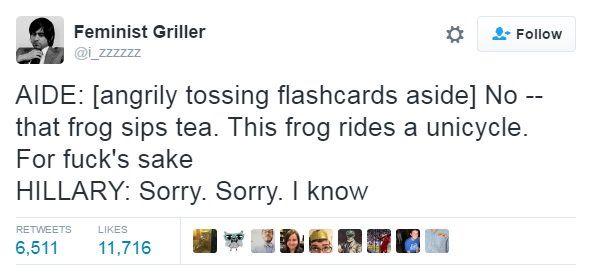 Feminist Griller
@i_zzzzzz
Follow
AIDE: [angrily tossing flashcards aside] No --
that frog sips tea. This frog rides a unicycle.
For fuck's sake
HILLARY: Sorry. Sorry. I know
RETWEETS LIKES
6,511 11,716